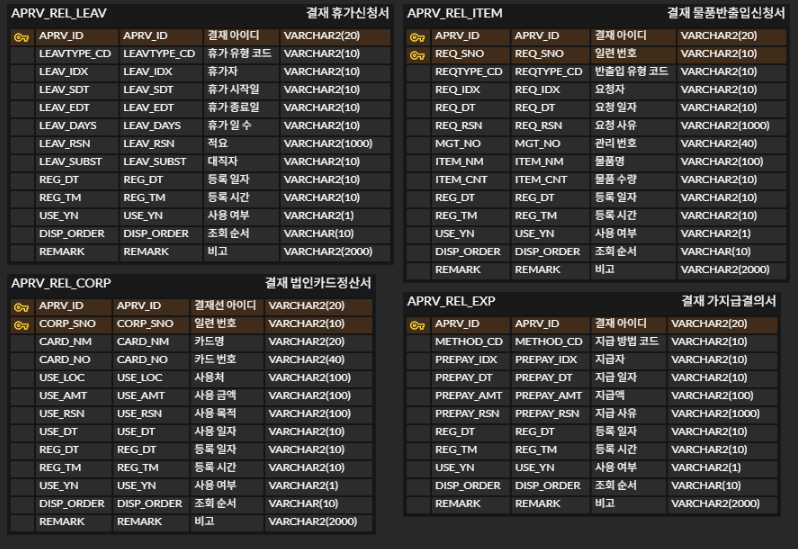 APRV_REL_LEAV 결재 휴가신청서
APRV_ID APRV_ID 결재 아이디 VARCHAR2(20)
LEAVTYPE_CD LEAVTYPE_CD 휴가 유형 코드 VARCHAR2(10)
LEAV_IDX LEAV_IDX 휴가자 VARCHAR2(10)
LEAV_SDT LEAV_SDT 휴가 시작일 VARCHAR2(10)
LEAV_EDT LEAV_EDT 휴가 종료일 VARCHAR2(10)
LEAV_DAYS LEAV_DAYS 휴가 일 수 VARCHAR2(10)
LEAV_RSN LEAV_RSN 적요 VARCHAR2(1000)
LEAV_SUBST LEAV_SUBST 대직자 VARCHAR2(10)
REG_DT REG_DT 등록 일자 VARCHAR2(10)
REG_TM REG_TM 등록 시간 VARCHAR2(10)
USE_YN USE_YN 사용 여부 VARCHAR2(1)
DISP_ORDER DISP_ORDER 조회 순서 VARCHAR(10)
REMARK REMARK 비고 VARCHAR2(2000)
APRV_REL_ITEM 결재 물품반출입신청서
APRV_ID APRV_ID 결재 아이디 VARCHAR2(20)
REQ_SNO REQ_SNO 일련 번호 VARCHAR2(10)
REQTYPE_CD REQTYPE_CD 반출입 유형 코드 VARCHAR2(10)
REQ_IDX REQ_IDX 요청자 VARCHAR2(10)
REQ_DT REQ_DT 요청 일자 VARCHAR2(10)
REQ_RSN REQ_RSN 요청 사유 VARCHAR2(1000)
MGT_NO MGT_NO 관리 번호 VARCHAR2(40)
ITEM_NM ITEM_NM 물품명 VARCHAR2(100)
ITEM_CNT ITEM_CNT 물품 수량 VARCHAR2(10)
REG_DT REG_DT 등록 일자 VARCHAR2(10)
REG_TM REG_TM 등록 시간 VARCHAR2(10)
USE_YN USE_YN 사용 여부 VARCHAR2(1)
DISP_ORDER DISP_ORDER 조회 순서 VARCHAR(10)
REMARK REMARK 비고 VARCHAR2(2000)
APRV_REL_CORP 결재 법인카드정산서
APRV_ID APRV_ID 결재선 아이디 VARCHAR2(20)
CORP_SNO CORP_SNO 일련 번호 VARCHAR2(10)
CARD_NM CARD_NM 카드명 VARCHAR2(20)
CARD_NO CARD_NO 카드 번호 VARCHAR2(40)
USE_LOC USE_LOC 사용처 VARCHAR2(100)
USE_AMT USE_AMT 사용 금액 VARCHAR2(100)
USE_RSN USE_RSN 사용 목적 VARCHAR2(100)
USE_DT USE_DT 사용 일자 VARCHAR2(10)
REG_DT REG_DT 등록 일자 VARCHAR2(10)
REG_TM REG_TM 등록 시간 VARCHAR2(10)
USE_YN USE_YN 사용 여부 VARCHAR2(1)
DISP_ORDER DISP_ORDER 조회 순서 VARCHAR(10)
REMARK REMARK 비고 VARCHAR2(2000)
APRV_REL_EXP 결재 가지급결의서
APRV_ID APRV_ID 결재 아이디 VARCHAR2(20)
METHOD_CD METHOD_CD 지급 방법 코드 VARCHAR2(10)
PREPAY_IDX PREPAY_IDX 지급자 VARCHAR2(10)
PREPAY_DT PREPAY_DT 지급 일자 VARCHAR2(10)
PREPAY_AMT PREPAY_AMT 지급액 VARCHAR2(100)
PREPAY_RSN PREPAY_RSN 지급 사유 VARCHAR2(1000)
REG_DT REG_DT 등록 일자 VARCHAR2(10)
REG_TM REG_TM 등록 시간 VARCHAR2(10)
USE_YN USE_YN 사용 여부 VARCHAR2(1)
DISP_ORDER DISP_ORDER 조회 순서 VARCHAR(10)
REMARK REMARK 비고 VARCHAR2(2000)